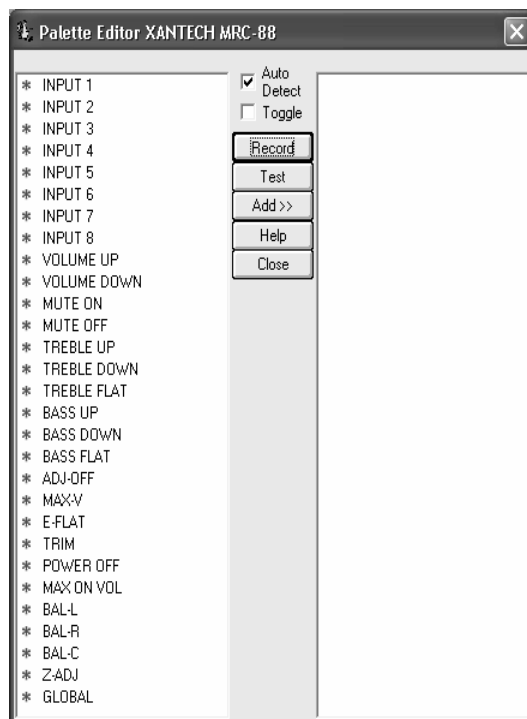 Palette Editor XANTECH MRC-88
* INPUT 1
* INPUT 2
* INPUT 3
* INPUT 4
* INPUT 5
* INPUT 6
* INPUT 7
* INPUT 8
* VOLUME UP
* VOLUME DOWN
* MUTE ON
* MUTE OFF
* TREBLE UP
* TREBLE DOWN
* TREBLE FLAT
* BASS UP
* BASS DOWN
* BASS FLAT
* ADJ-OFF
* MAX-V
* E-FLAT
* TRIM
* POWER OFF
* MAX ON VOL
* BAL-L
* BAL-R
* BAL-C
* Z-ADJ
* GLOBAL
Auto
Detect
Toggle
Record
Test
Add >>
Help
Close